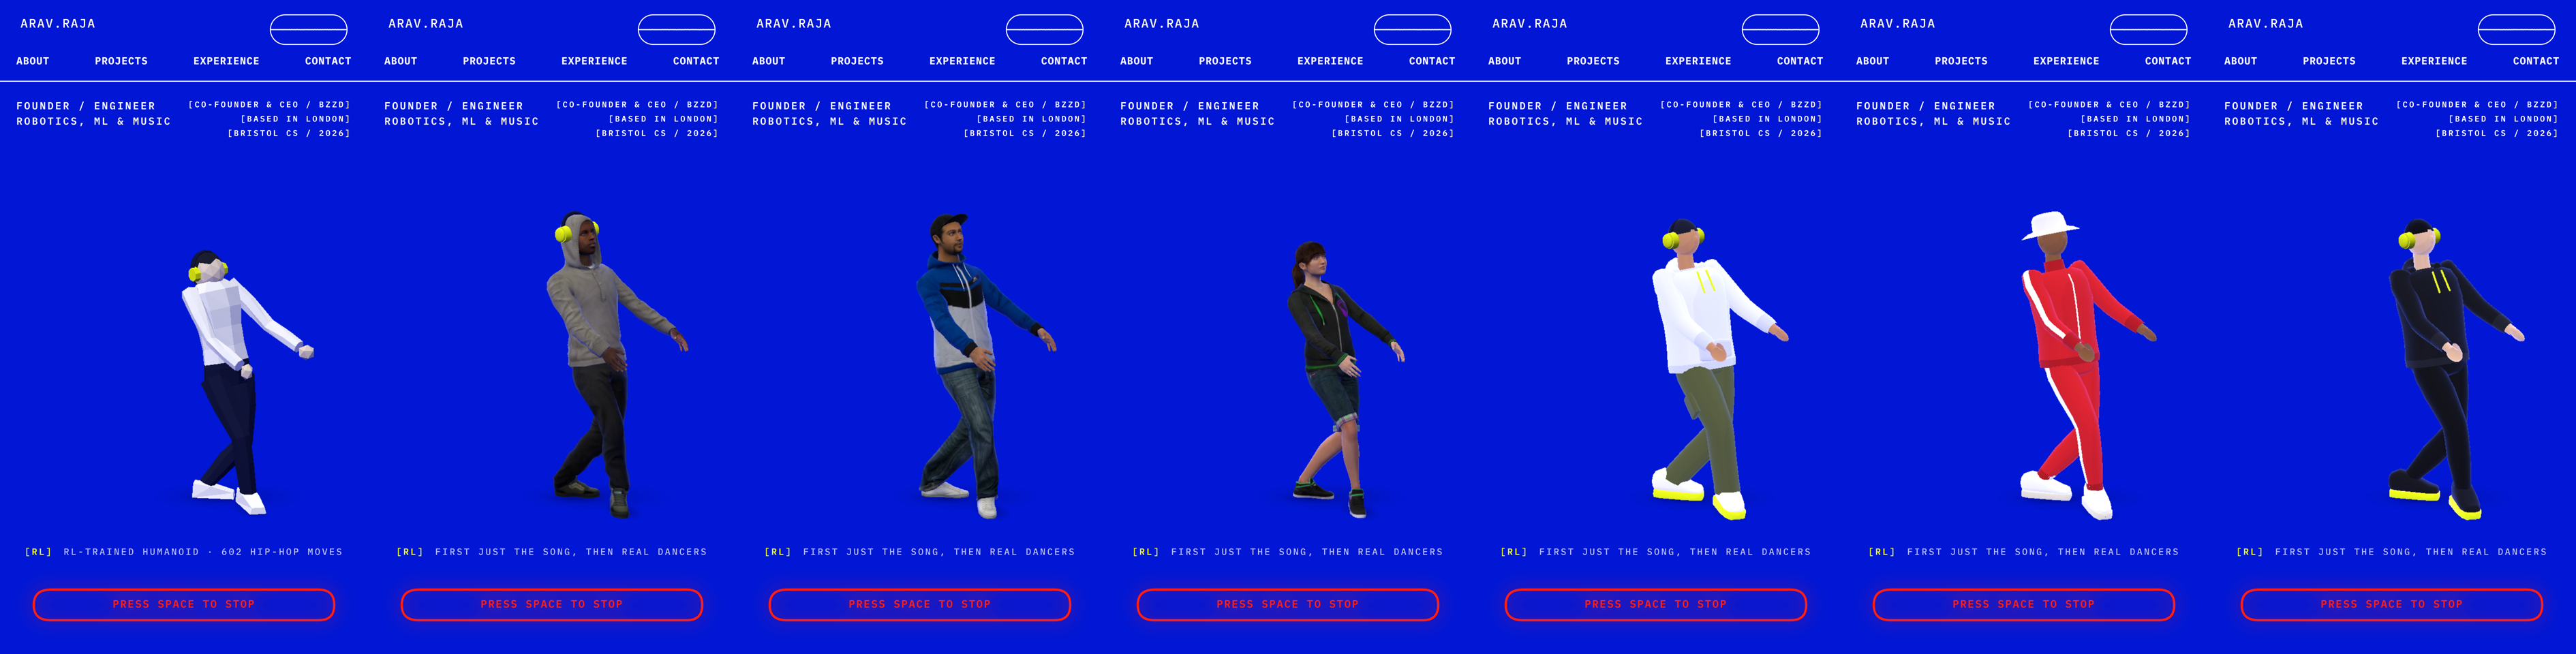 ARAV.RAJA
ABOUT PROJECTS EXPERIENCE CONTACT
FOUNDER / ENGINEER
ROBOTICS, ML & MUSIC
[CO-FOUNDER & CEO / BZZD]
[BASED IN LONDON]
[BRISTOL CS / 2026]
[RL] RL-TRAINED HUMANOID · 602 HIP-HOP MOVES
PRESS SPACE TO STOP
ARAV.RAJA
ABOUT PROJECTS EXPERIENCE CONTACT
FOUNDER / ENGINEER
ROBOTICS, ML & MUSIC
[CO-FOUNDER & CEO / BZZD]
[BASED IN LONDON]
[BRISTOL CS / 2026]
[RL] FIRST JUST THE SONG, THEN REAL DANCERS
PRESS SPACE TO STOP
ARAV.RAJA
ABOUT PROJECTS EXPERIENCE CONTACT
FOUNDER / ENGINEER
ROBOTICS, ML & MUSIC
[CO-FOUNDER & CEO / BZZD]
[BASED IN LONDON]
[BRISTOL CS / 2026]
[RL] FIRST JUST THE SONG, THEN REAL DANCERS
PRESS SPACE TO STOP
ARAV.RAJA
ABOUT PROJECTS EXPERIENCE CONTACT
FOUNDER / ENGINEER
ROBOTICS, ML & MUSIC
[CO-FOUNDER & CEO / BZZD]
[BASED IN LONDON]
[BRISTOL CS / 2026]
[RL] FIRST JUST THE SONG, THEN REAL DANCERS
PRESS SPACE TO STOP
ARAV.RAJA
ABOUT PROJECTS EXPERIENCE CONTACT
FOUNDER / ENGINEER
ROBOTICS, ML & MUSIC
[CO-FOUNDER & CEO / BZZD]
[BASED IN LONDON]
[BRISTOL CS / 2026]
[RL] FIRST JUST THE SONG, THEN REAL DANCERS
PRESS SPACE TO STOP
ARAV.RAJA
ABOUT PROJECTS EXPERIENCE CONTACT
FOUNDER / ENGINEER
ROBOTICS, ML & MUSIC
[CO-FOUNDER & CEO / BZZD]
[BASED IN LONDON]
[BRISTOL CS / 2026]
[RL] FIRST JUST THE SONG, THEN REAL DANCERS
PRESS SPACE TO STOP
ARAV.RAJA
ABOUT PROJECTS EXPERIENCE CONTACT
FOUNDER / ENGINEER
ROBOTICS, ML & MUSIC
[CO-FOUNDER & CEO / BZZD]
[BASED IN LONDON]
[BRISTOL CS / 2026]
[RL] FIRST JUST THE SONG, THEN REAL DANCERS
PRESS SPACE TO STOP